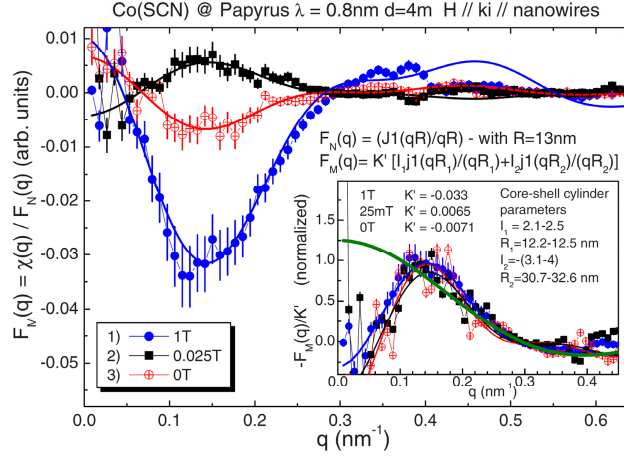 Co(SCN) @ Papyrus λ = 0.8nm d=4m H // ki // nanowires
F_M(q) = χ(q) / F_N(q) (arb. units)
0.01
0.00
-0.01
-0.02
-0.03
-0.04
-0.05
F_N(q) = (J1(qR)/qR) - with R=13nm
F_M(q)= K' [I_1j1(qR_1)/(qR_1)+I_2j1(qR_2)/(qR_2)]
1T K' = -0.033
25mT K' = 0.0065
0T K' = -0.0071
Core-shell cylinder
parameters
I_1 = 2.1-2.5
R_1=12.2-12.5 nm
I_2=-(3.1-4)
R_2=30.7-32.6 nm
-F_M(q)/K' (normalized)
1.0
0.5
0.0
0.0 0.1 0.2 0.3 0.4
q (nm⁻¹)
1) 1T
2) 0.025T
3) 0T
0.0 0.1 0.2 0.3 0.4 0.5 0.6
q (nm⁻¹)